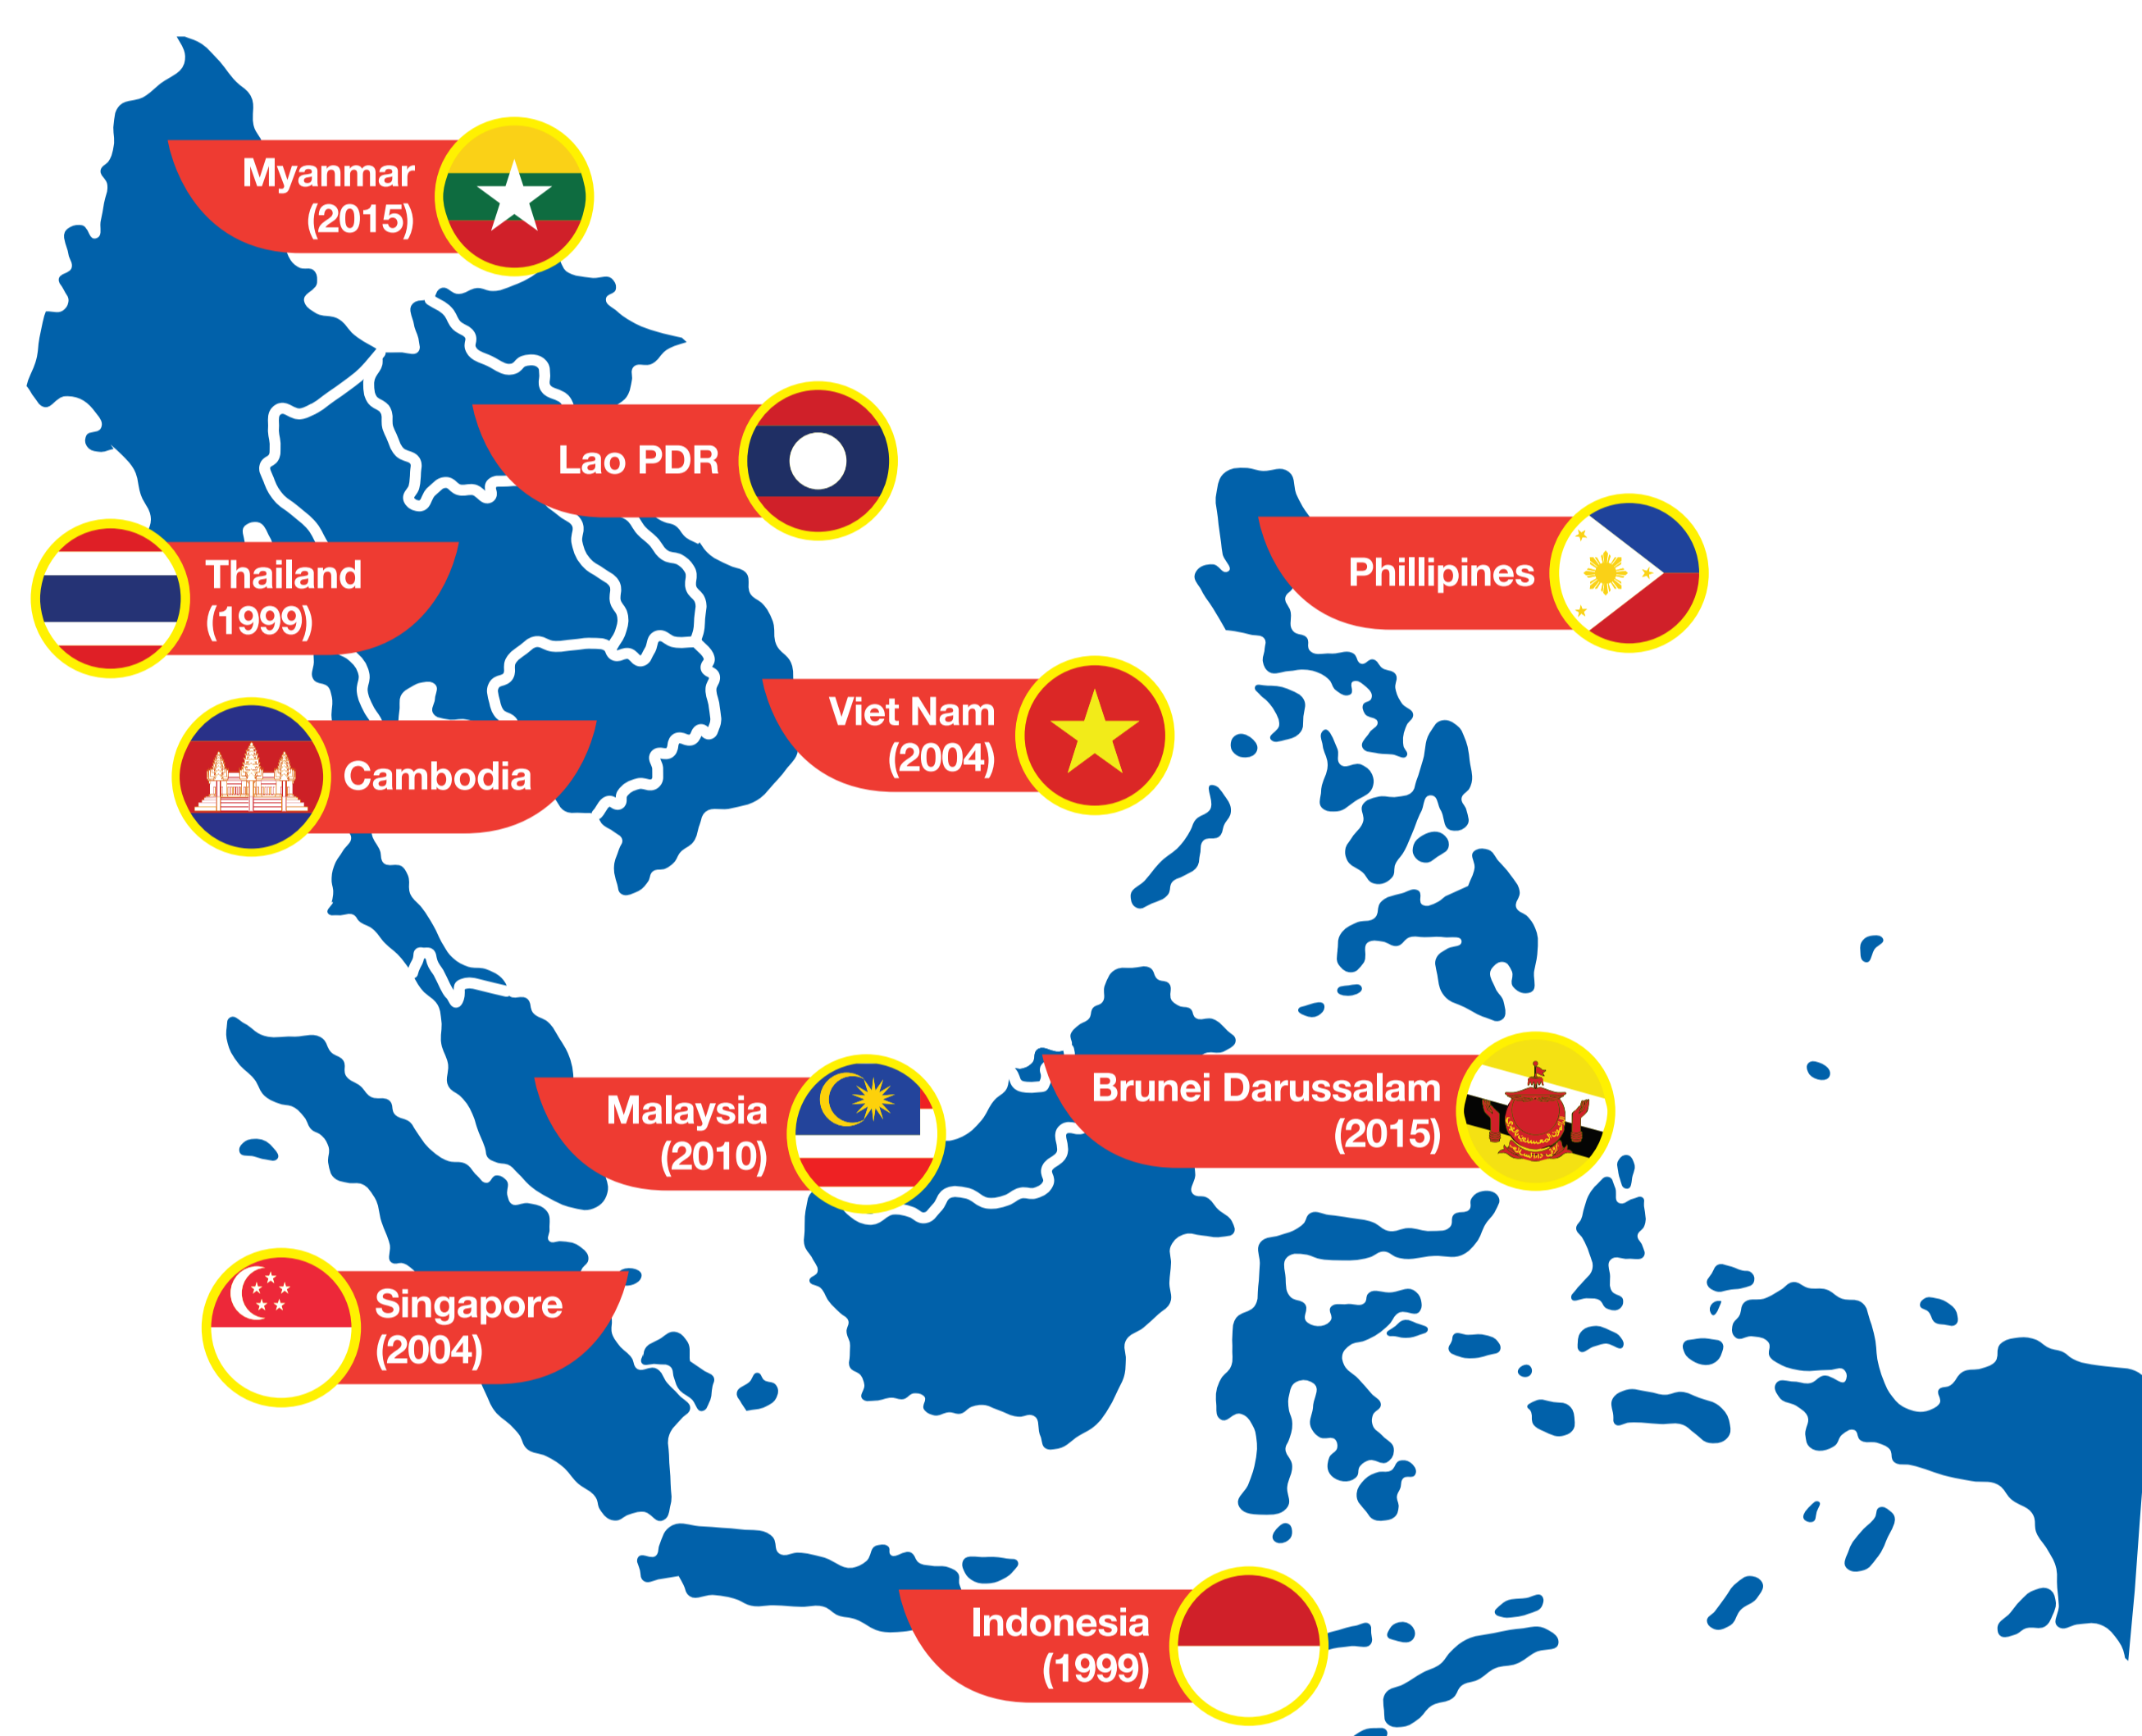 Myanmar
(2015)
Lao PDR
Thailand
(1999)
Phillipines
Viet Nam
(2004)
Cambodia
Brunei Darussalam
(2015)
Malaysia
(2010)
Singapore
(2004)
Indonesia
(1999)